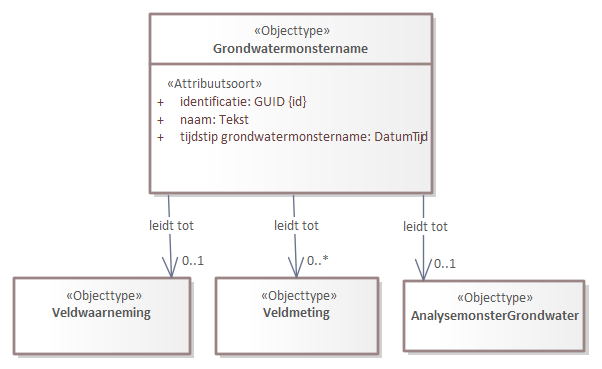 «Objecttype»
Grondwatermonstername
«Attribuutsoort»
+ identificatie: GUID {id}
+ naam: Tekst
+ tijdstip grondwatermonstername: DatumTijd
leidt tot
leidt tot
leidt tot
0..1
0..*
0..1
«Objecttype»
Veldwaarneming
«Objecttype»
Veldmeting
«Objecttype»
AnalysemonsterGrondwater